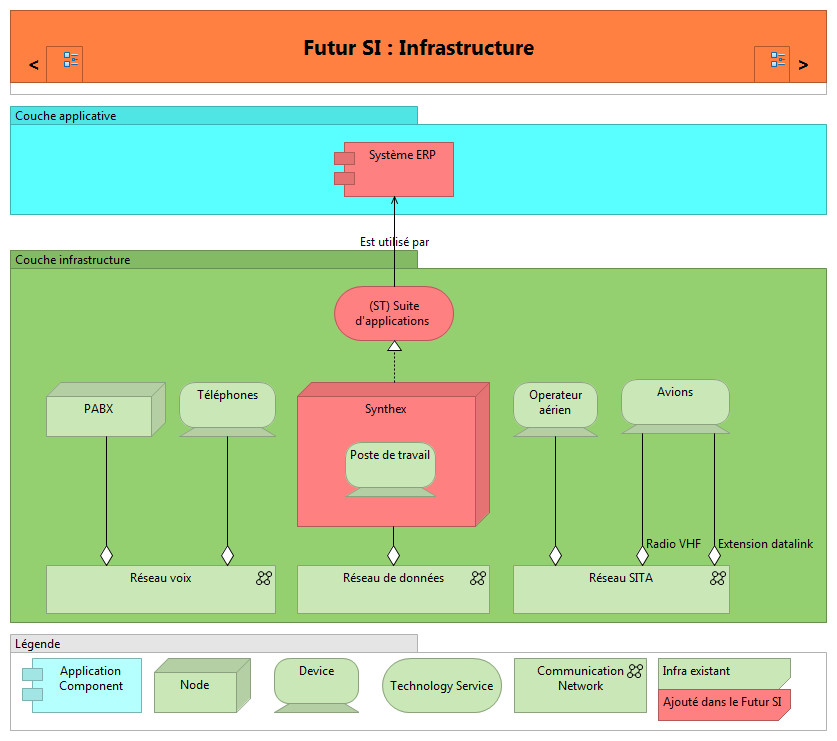 Futur SI : Infrastructure
<
>
Couche applicative
Système ERP
Est utilisé par
Couche infrastructure
(ST) Suite
d'applications
PABX
Téléphones
Synthex
Operateur
aérien
Avions
Poste de travail
Radio VHF
Extension datalink
Réseau voix
Réseau de données
Réseau SITA
Légende
Application
Component
Node
Device
Technology Service
Communication
Network
Infra existant
Ajouté dans le Futur SI